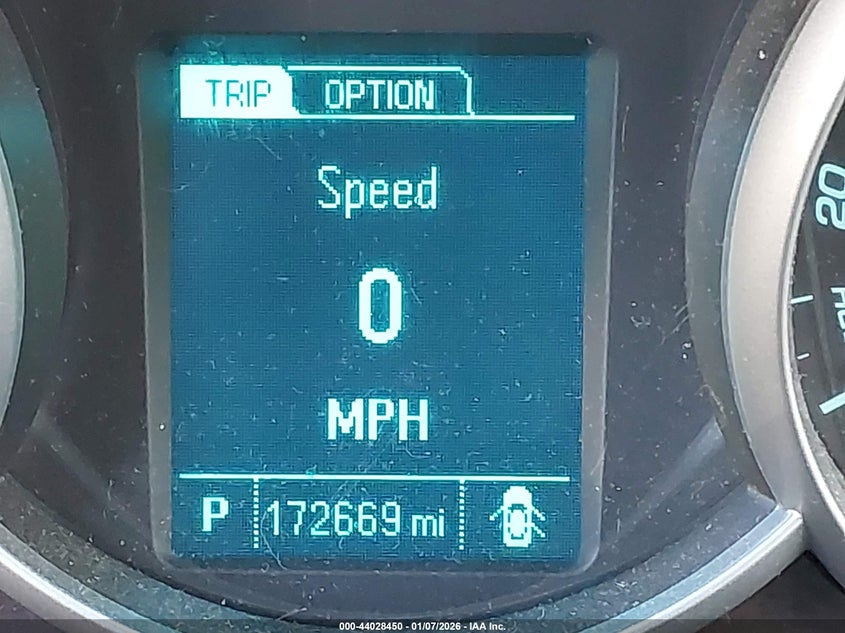 TRIP OPTION
Speed
0
MPH
P 172669 mi
20
000-44028450 - 01/07/2026 - IAA Inc.